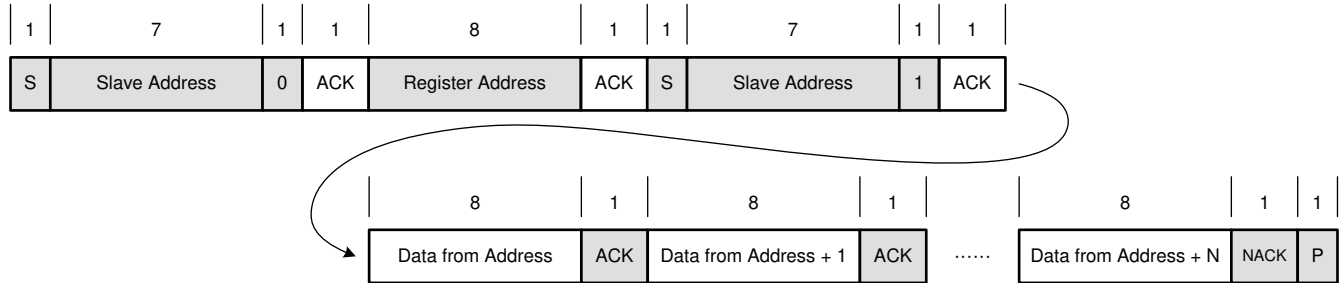 1 7 1 1 8 1 1 7 1 1
S Slave Address 0 ACK Register Address ACK S Slave Address 1 ACK
8 1 8 1 8 1 1
Data from Address ACK Data from Address + 1 ACK ...... Data from Address + N NACK P